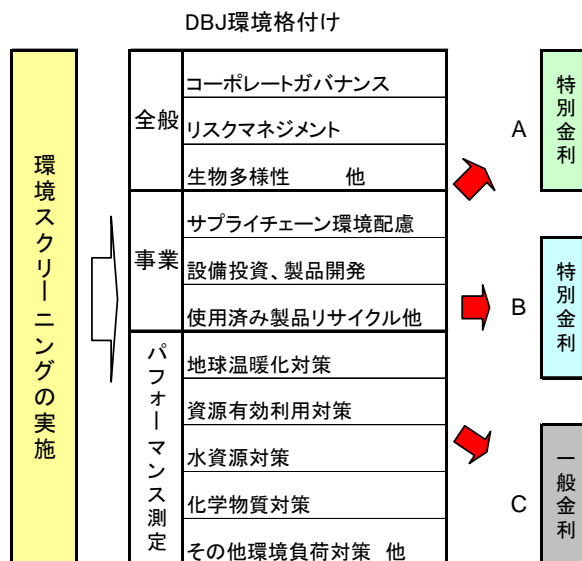 DBJ環境格付け
環境スクリーニングの実施
全般
コーポレートガバナンス
リスクマネジメント
生物多様性 他
事業
サプライチェーン環境配慮
設備投資、製品開発
使用済み製品リサイクル他
パフォーマンス測定
地球温暖化対策
資源有効利用対策
水資源対策
化学物質対策
その他環境負荷対策 他
A
特別金利
B
特別金利
C
一般金利